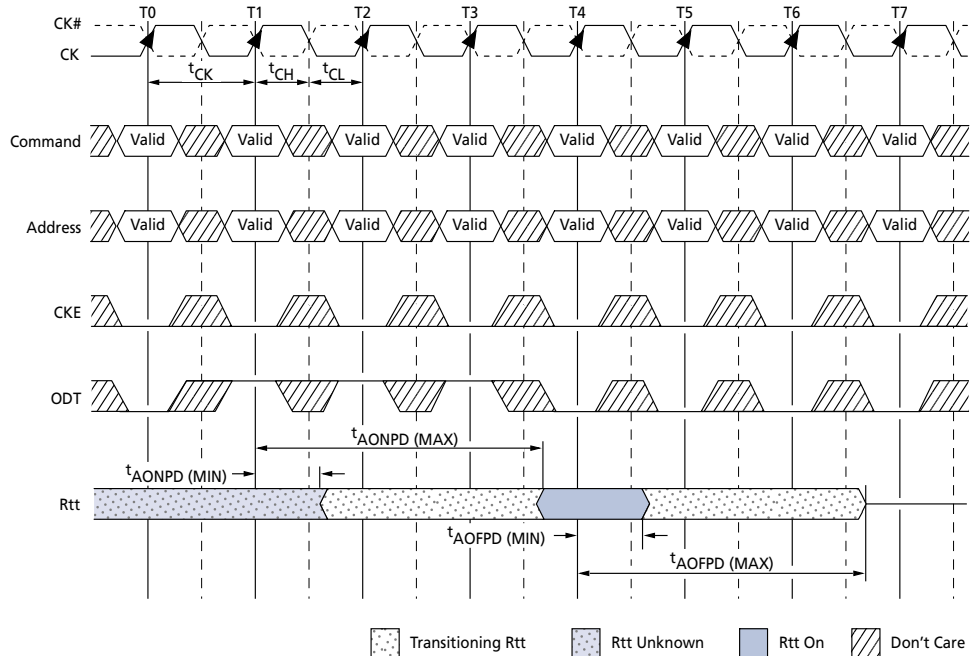 T0 T1 T2 T3 T4 T5 T6 T7
CK#
CK
tCK tCH tCL
Command Valid Valid Valid Valid Valid Valid Valid Valid
Address Valid Valid Valid Valid Valid Valid Valid Valid
CKE
ODT
tAONPD (MAX)
tAONPD (MIN)
Rtt
tAOFPD (MIN)
tAOFPD (MAX)
Transitioning Rtt Rtt Unknown Rtt On Don't Care